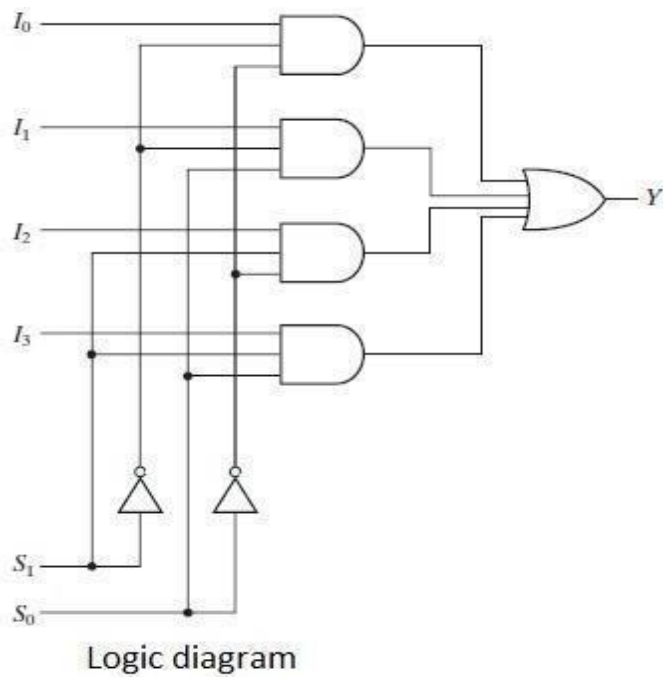 I₀
I₁
Y
I₂
I₃
S₁
S₀
Logic diagram